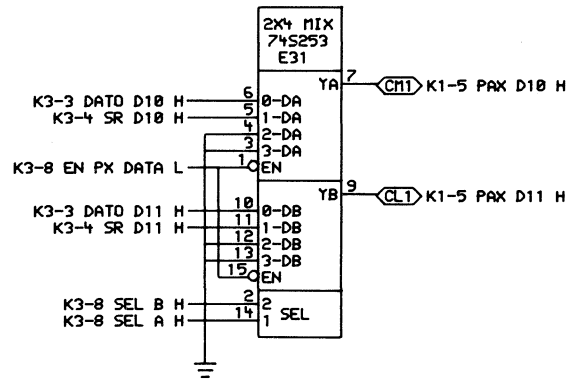 2X4 MIX
74S253
E31
K3-3 DATO D10 H 6 0-DA YA 7 CM1 K1-5 PAX D10 H
K3-4 SR D10 H 5 1-DA
4 2-DA
3 3-DA
K3-8 EN PX DATA L 1 EN
K3-3 DATO D11 H 10 0-DB YB 9 CL1 K1-5 PAX D11 H
K3-4 SR D11 H 11 1-DB
12 2-DB
13 3-DB
15 EN
K3-8 SEL B H 2 2 SEL
K3-8 SEL A H 14 1